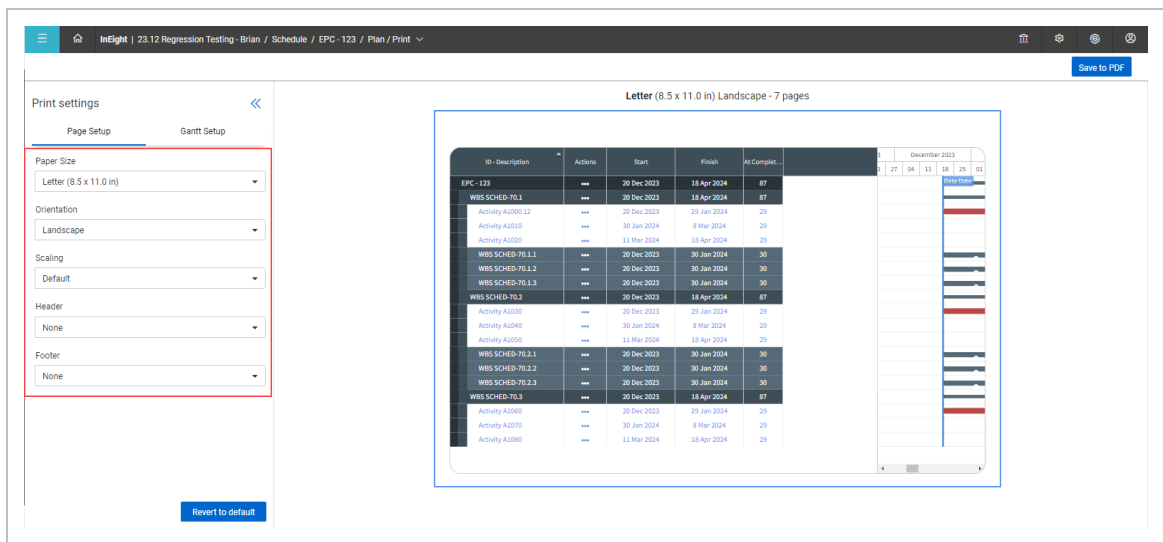 InEight | 23.12 Regression Testing - Brian / Schedule / EPC - 123 / Plan / Print
Save to PDF
Print settings
Page Setup Gantt Setup
Paper Size
Letter (8.5 x 11.0 in)
Orientation
Landscape
Scaling
Default
Header
None
Footer
None
Revert to default
Letter (8.5 x 11.0 in) Landscape - 7 pages
ID - Description Actions Start Finish At Complet...
December 2023
27 04 11 18 25 01
Data Date
EPC - 123 ••• 20 Dec 2023 18 Apr 2024 87
WBS SCHED-70.1 ••• 20 Dec 2023 18 Apr 2024 87
Activity A1000 12 ••• 20 Dec 2023 29 Jan 2024 29
Activity A1010 ••• 30 Jan 2024 8 Mar 2024 29
Activity A1020 ••• 11 Mar 2024 18 Apr 2024 29
WBS SCHED-70.1.1 ••• 20 Dec 2023 30 Jan 2024 30
WBS SCHED-70.1.2 ••• 20 Dec 2023 30 Jan 2024 30
WBS SCHED-70.1.3 ••• 20 Dec 2023 30 Jan 2024 30
WBS SCHED-70.2 ••• 20 Dec 2023 18 Apr 2024 87
Activity A1030 ••• 20 Dec 2023 29 Jan 2024 29
Activity A1040 ••• 30 Jan 2024 8 Mar 2024 29
Activity A1050 ••• 11 Mar 2024 18 Apr 2024 29
WBS SCHED-70.2.1 ••• 20 Dec 2023 30 Jan 2024 30
WBS SCHED-70.2.2 ••• 20 Dec 2023 30 Jan 2024 30
WBS SCHED-70.2.3 ••• 20 Dec 2023 30 Jan 2024 30
WBS SCHED-70.3 ••• 20 Dec 2023 18 Apr 2024 87
Activity A1060 ••• 20 Dec 2023 29 Jan 2024 29
Activity A1070 ••• 30 Jan 2024 8 Mar 2024 29
Activity A1080 ••• 11 Mar 2024 18 Apr 2024 29